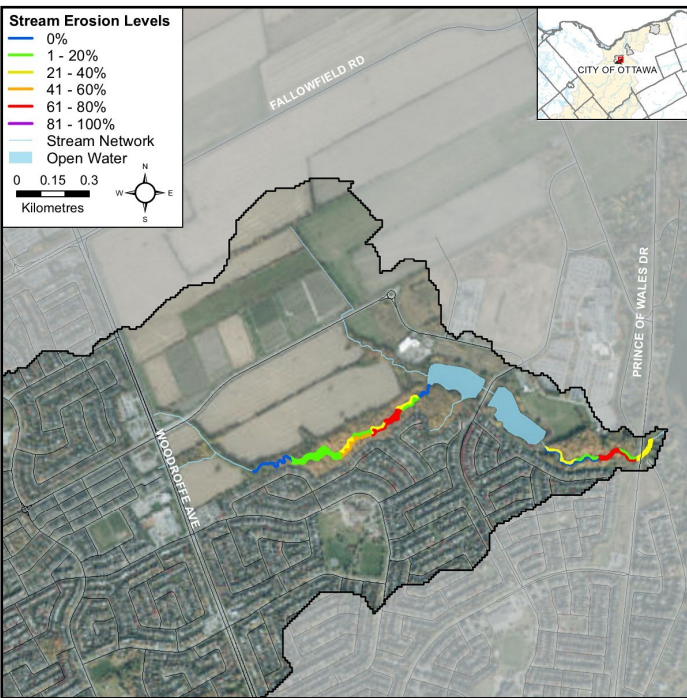 Stream Erosion Levels
0%
1 - 20%
21 - 40%
41 - 60%
61 - 80%
81 - 100%
Stream Network
Open Water
0 0.15 0.3
Kilometres
N
W E
S
FALLOWFIELD RD
CITY OF OTTAWA
PRINCE OF WALES DR
WOODROFFE AVE